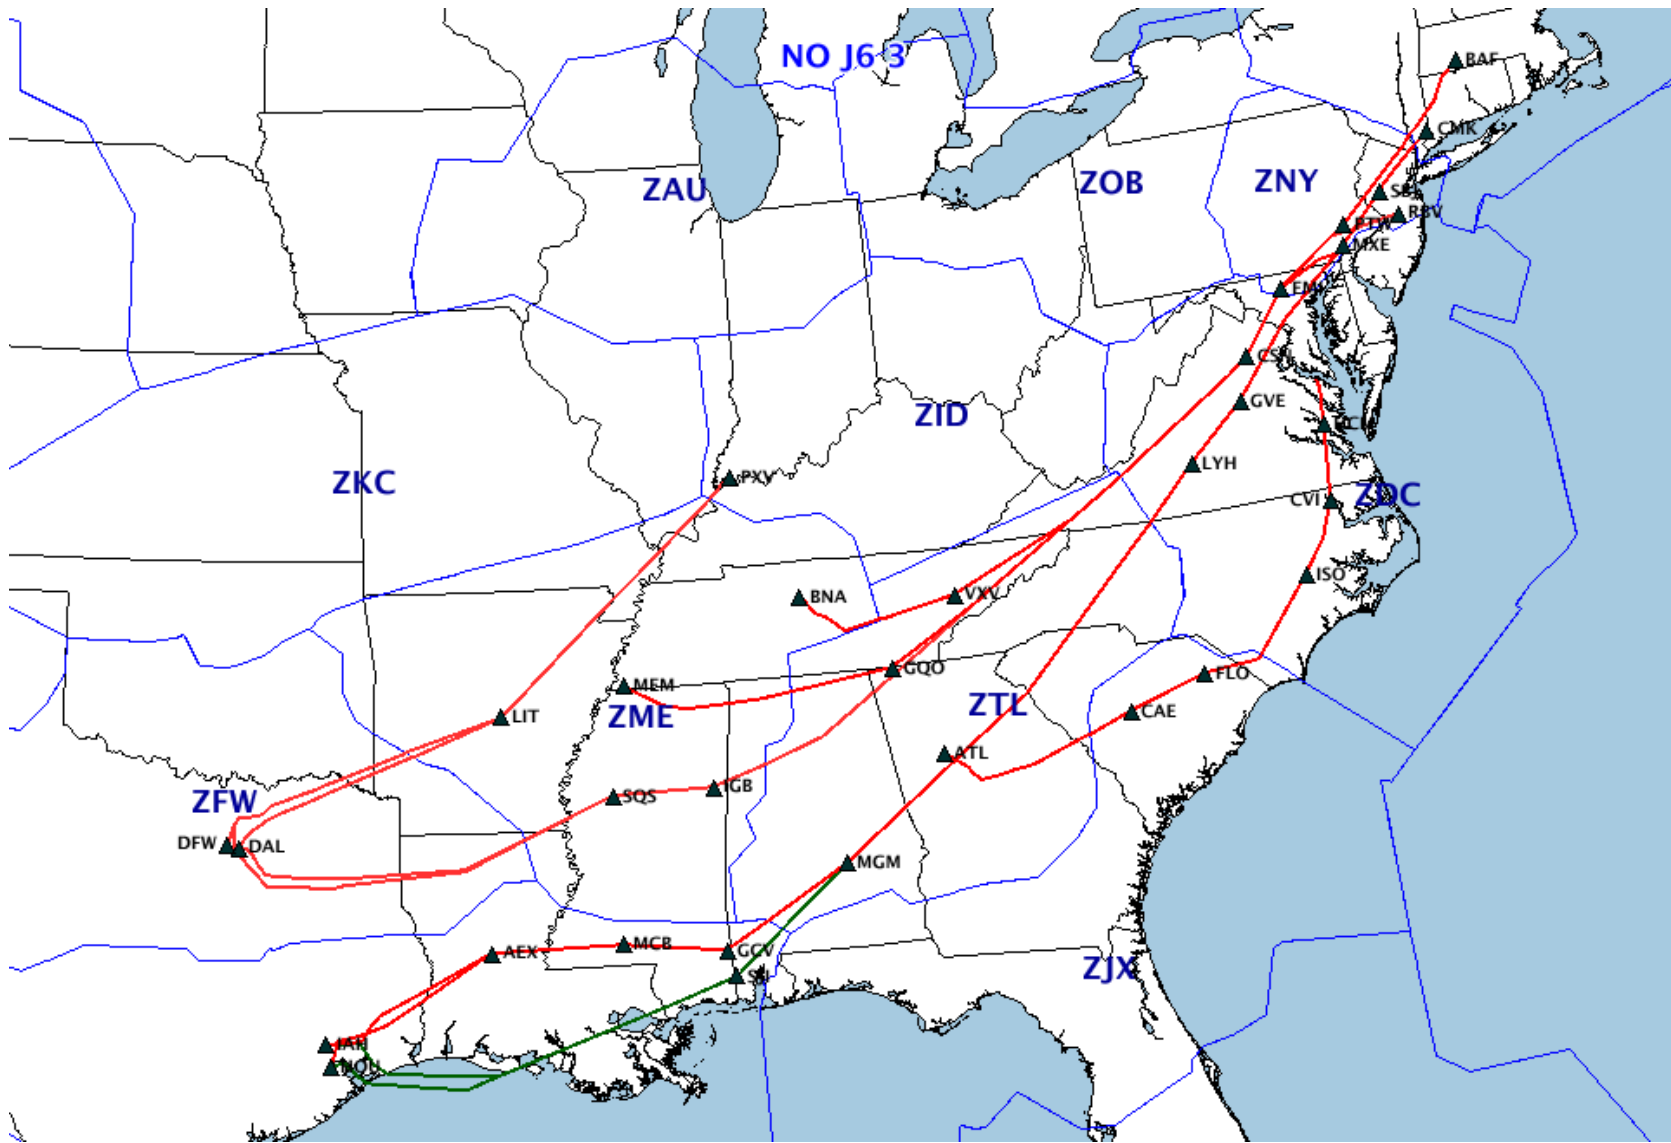 NO J6 3
BAF
CMK
ZAU
ZOB
ZNY
RBV
PTW
MXE
CSN
ZID
GVE
LYH
PXV
ZKC
CVI
ZDC
ISO
BNA
VXV
GQO
MEM
FLO
ZTL
CAE
LIT
ZME
ATL
IGB
SQS
ZFW
DFW
DAL
MGM
GCV
MCB
AEX
ZJX
IAH